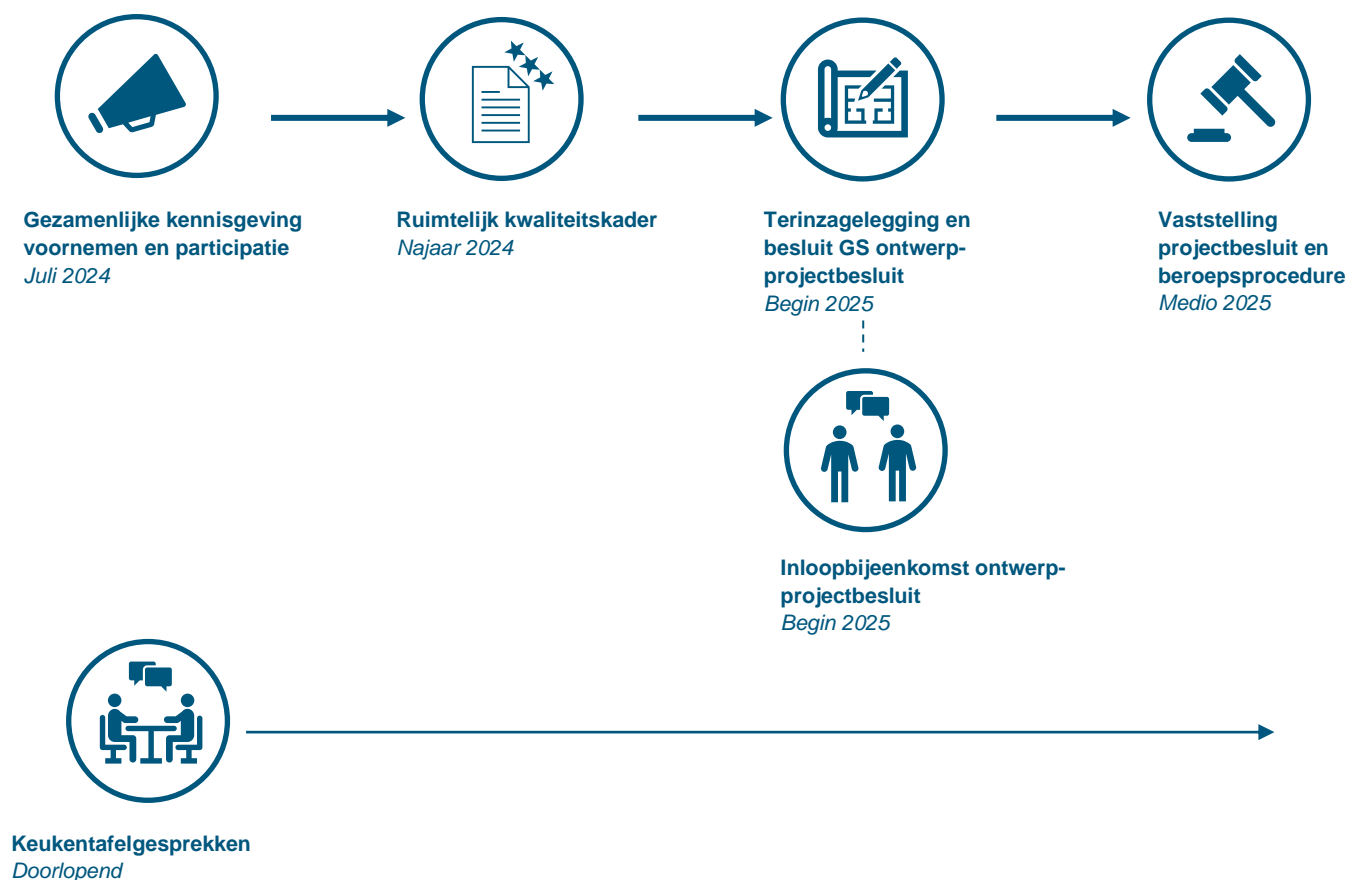 Gezamenlijke kennisgeving
voornemen en participatie
Juli 2024
Ruimtelijk kwaliteitskader
Najaar 2024
Terinzagelegging en
besluit GS ontwerp-
projectbesluit
Begin 2025
Vaststelling
projectbesluit en
beroepsprocedure
Medio 2025
Inloopbijeenkomst ontwerp-
projectbesluit
Begin 2025
Keukentafelgesprekken
Doorlopend